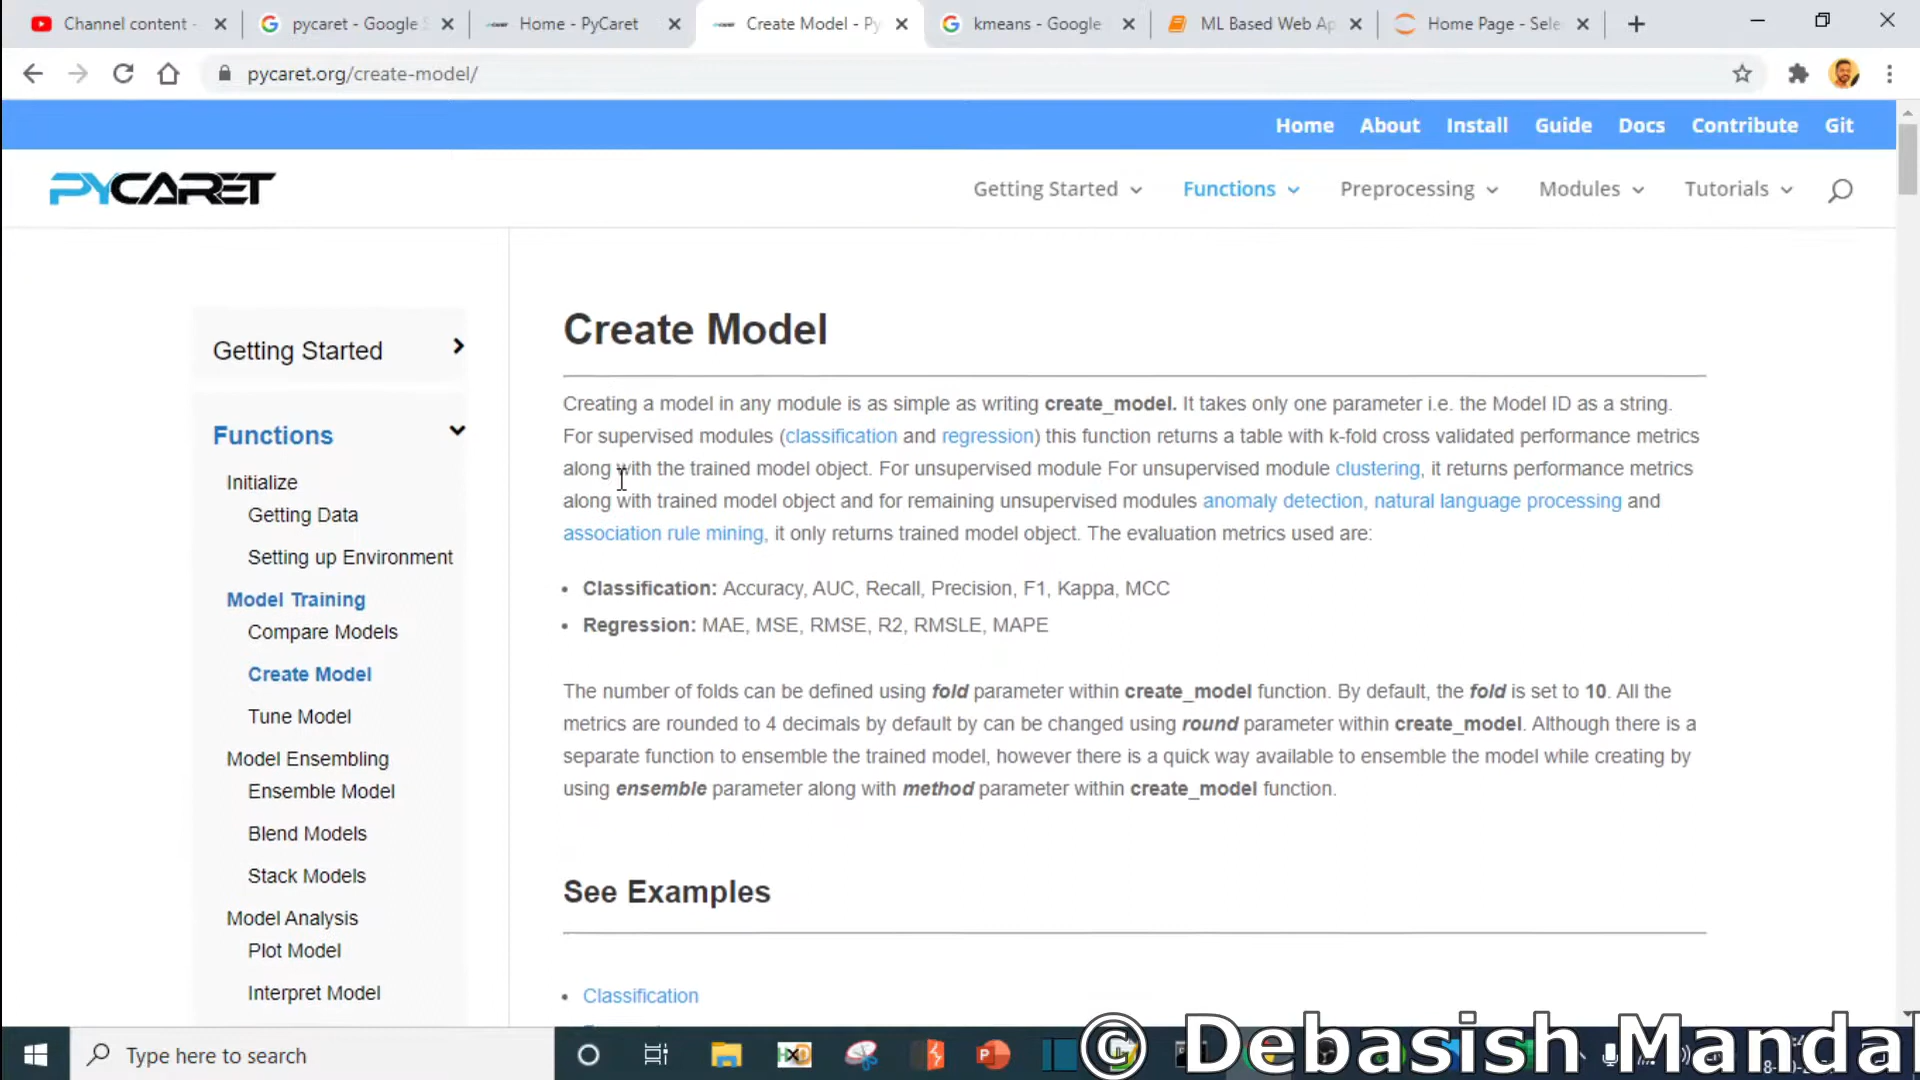 Channel content -
pycaret - Google S
Home - PyCaret
Create Model - Py
kmeans - Google
ML Based Web Ap
Home Page - Sele
pycaret.org/create-model/
Home About Install Guide Docs Contribute Git
PYCARET
Getting Started Functions Preprocessing Modules Tutorials
Getting Started
Functions
Initialize
Getting Data
Setting up Environment
Model Training
Compare Models
Create Model
Tune Model
Model Ensembling
Ensemble Model
Blend Models
Stack Models
Model Analysis
Plot Model
Interpret Model
Create Model
Creating a model in any module is as simple as writing create_model. It takes only one parameter i.e. the Model ID as a string.
For supervised modules (classification and regression) this function returns a table with k-fold cross validated performance metrics
along with the trained model object. For unsupervised module For unsupervised module clustering, it returns performance metrics
along with trained model object and for remaining unsupervised modules anomaly detection, natural language processing and
association rule mining, it only returns trained model object. The evaluation metrics used are:
• Classification: Accuracy, AUC, Recall, Precision, F1, Kappa, MCC
• Regression: MAE, MSE, RMSE, R2, RMSLE, MAPE
The number of folds can be defined using fold parameter within create_model function. By default, the fold is set to 10. All the
metrics are rounded to 4 decimals by default by can be changed using round parameter within create_model. Although there is a
separate function to ensemble the trained model, however there is a quick way available to ensemble the model while creating by
using ensemble parameter along with method parameter within create_model function.
See Examples
• Classification
Type here to search
© Debasish Mandal